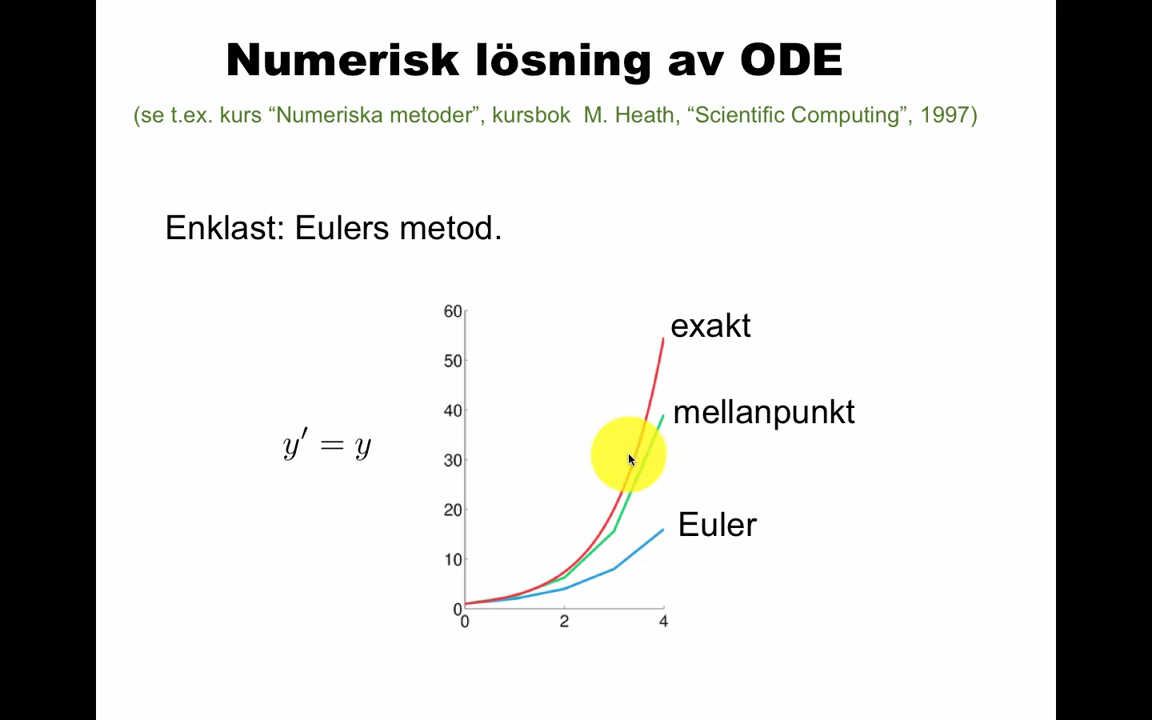 Numerisk lösning av ODE
(se t.ex. kurs “Numeriska metoder”, kursbok M. Heath, “Scientific Computing”, 1997)
Enklast: Eulers metod.
60
exakt
50
40
mellanpunkt
y′ = y
30
20
Euler
10
0
0
2
4